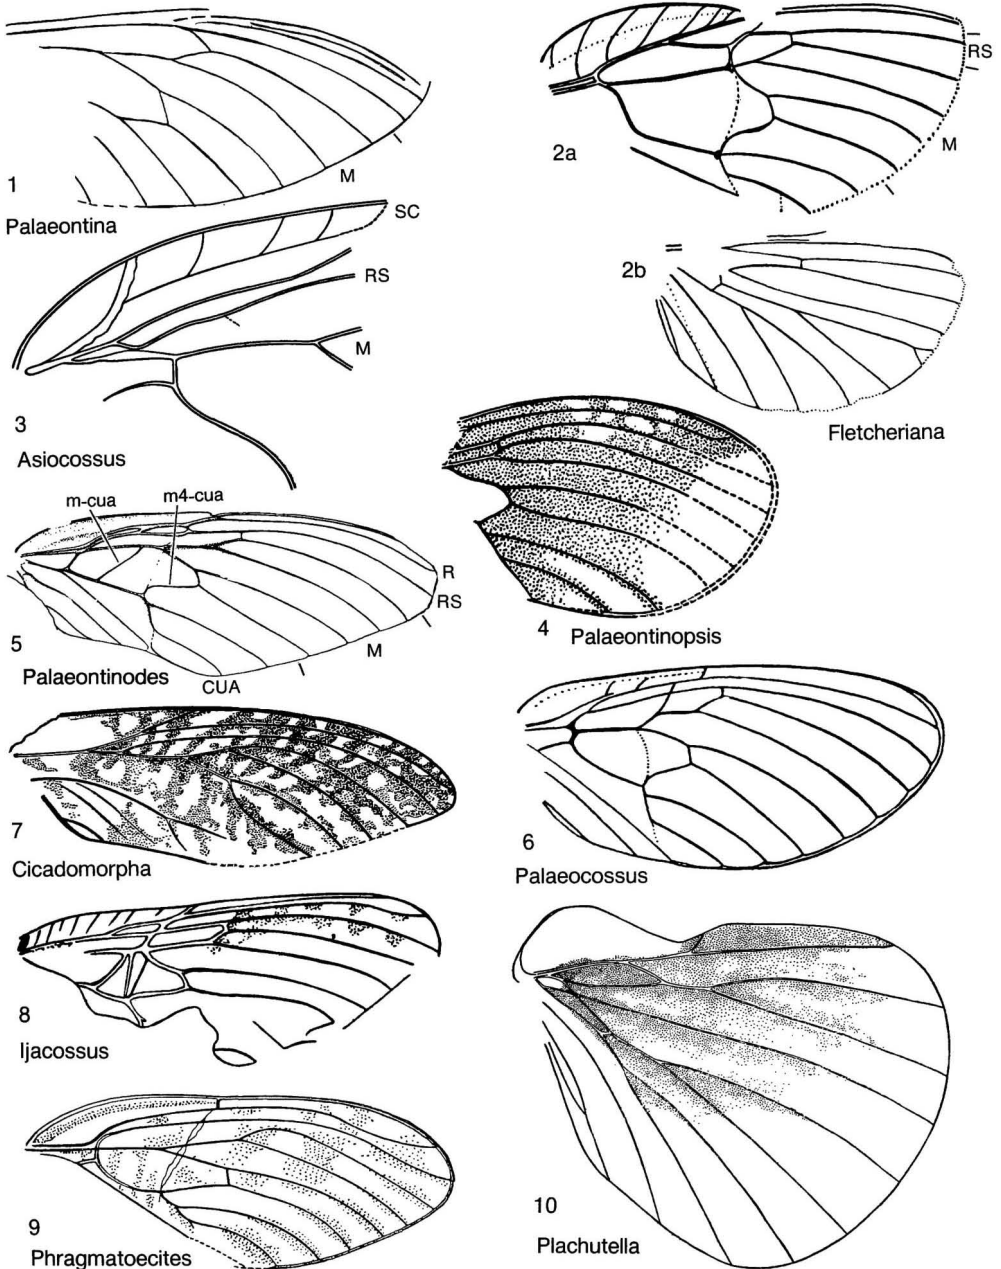 1
M
Palaeontina
2a
RS
M
SC
RS
M
3
Asiocossus
2b
Fletcheriana
4
Palaeontinopsis
m-cua
m4-cua
R
RS
M
CUA
5
Palaeontinodes
6
Palaeocossus
7
Cicadomorpha
8
Ijacossus
9
Phragmatoecites
10
Plachutella